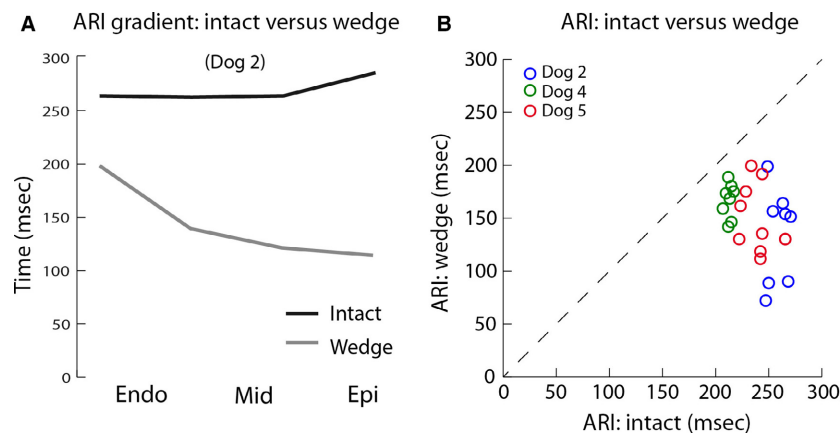 A ARI gradient: intact versus wedge
(Dog 2)
300
250
200
150
100
50
0
Time (msec)
Intact
Wedge
Endo Mid Epi
B ARI: intact versus wedge
Dog 2
Dog 4
Dog 5
300
250
200
150
100
50
0
ARI: wedge (msec)
0 50 100 150 200 250 300
ARI: intact (msec)